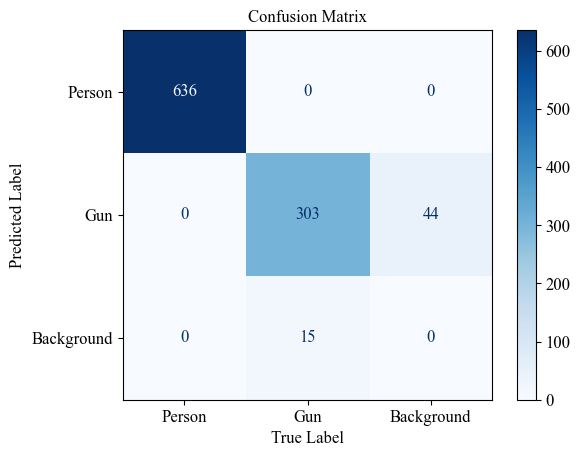 Confusion Matrix
Predicted Label
Person 636 0 0
Gun 0 303 44
Background 0 15 0
Person Gun Background
True Label
600
500
400
300
200
100
0